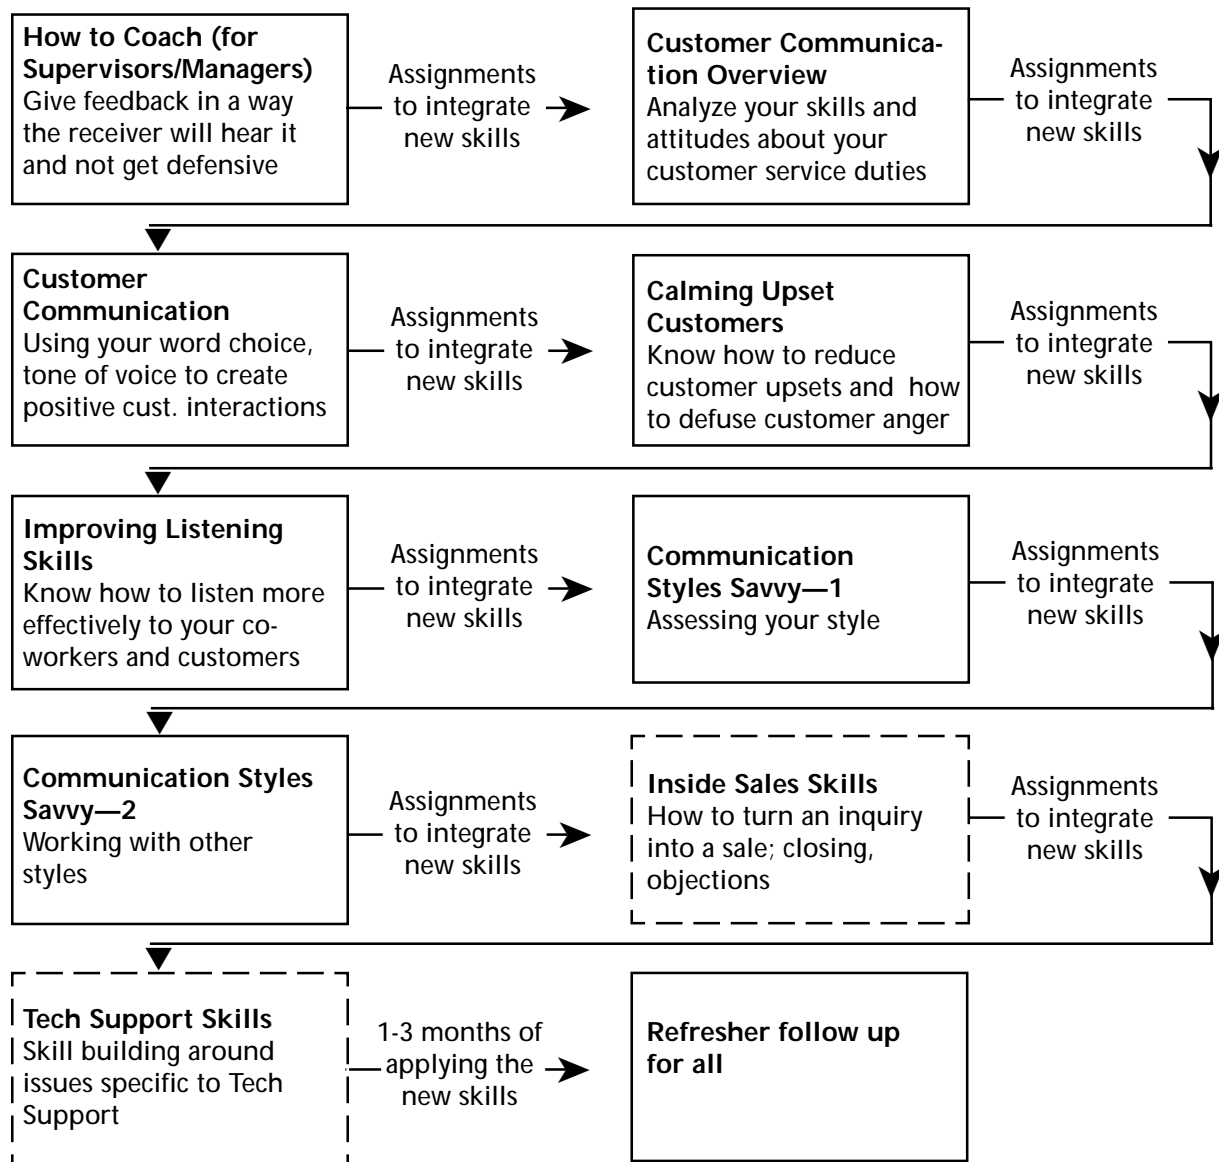 How to Coach (for
Supervisors/Managers)
Give feedback in a way
the receiver will hear it
and not get defensive
Assignments
to integrate
new skills
Customer Communica-
tion Overview
Analyze your skills and
attitudes about your
customer service duties
Assignments
to integrate
new skills
Customer
Communication
Using your word choice,
tone of voice to create
positive cust. interactions
Assignments
to integrate
new skills
Calming Upset
Customers
Know how to reduce
customer upsets and how
to defuse customer anger
Assignments
to integrate
new skills
Improving Listening
Skills
Know how to listen more
effectively to your co-
workers and customers
Assignments
to integrate
new skills
Communication
Styles Savvy—1
Assessing your style
Assignments
to integrate
new skills
Communication Styles
Savvy—2
Working with other
styles
Assignments
to integrate
new skills
Inside Sales Skills
How to turn an inquiry
into a sale; closing,
objections
Assignments
to integrate
new skills
Tech Support Skills
Skill building around
issues specific to Tech
Support
1-3 months of
applying the
new skills
Refresher follow up
for all